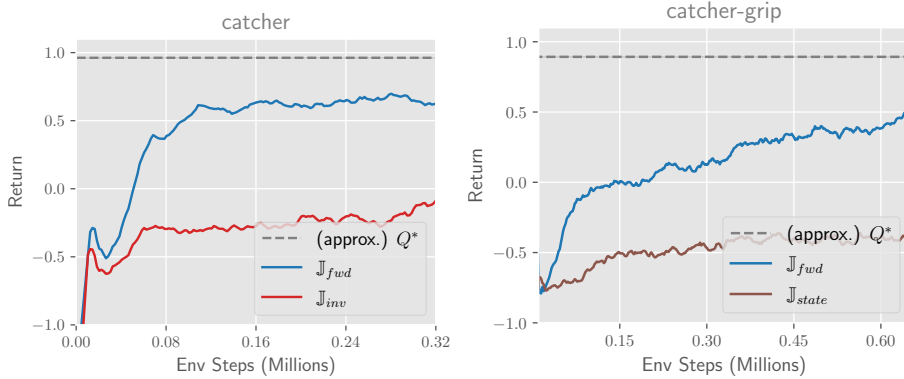 catcher
1.0
0.5
0.0
−0.5
−1.0
Return
0.00
0.08
0.16
0.24
0.32
Env Steps (Millions)
(approx.) Q*
𝕁fwd
𝕁inv
catcher-grip
1.0
0.5
0.0
−0.5
−1.0
Return
0.15
0.30
0.45
0.60
Env Steps (Millions)
(approx.) Q*
𝕁fwd
𝕁state